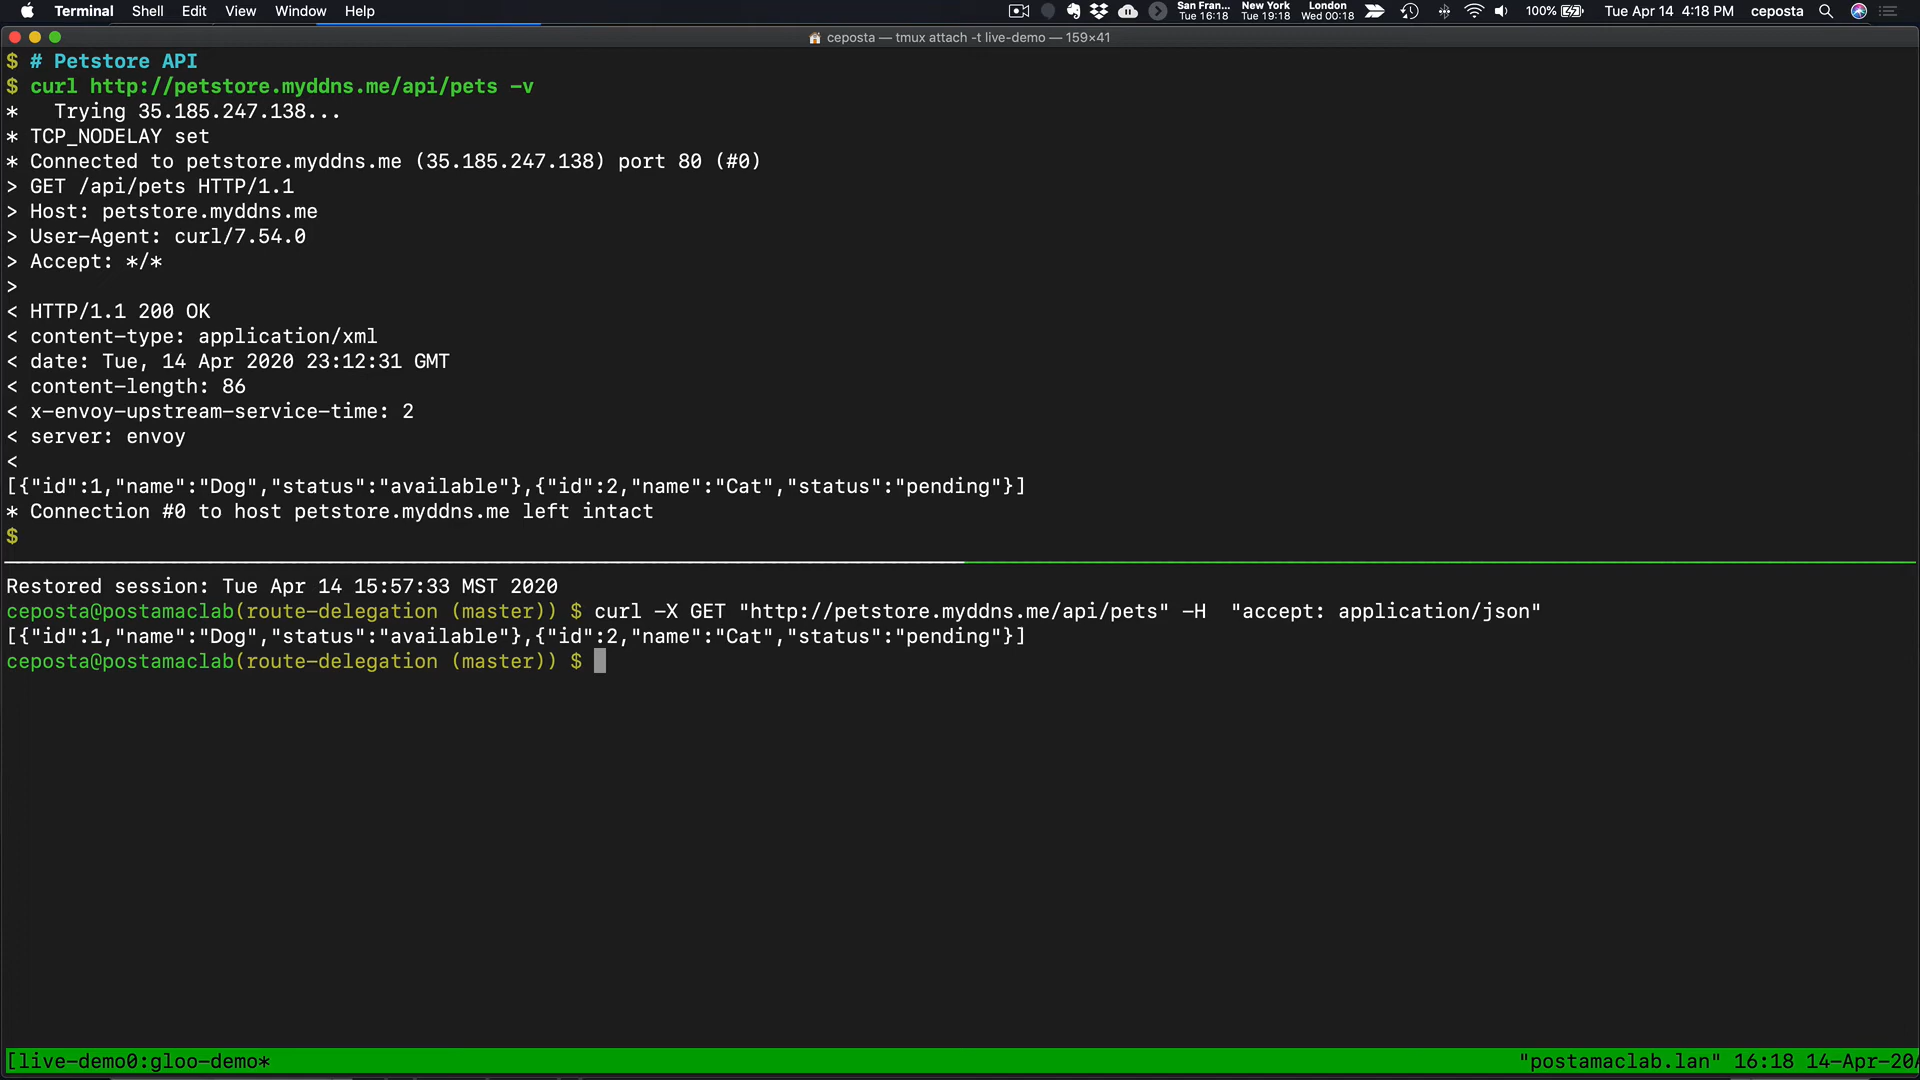 Terminal Shell Edit View Window Help San Fran... Tue 16:18 New York Tue 19:18 London Wed 00:18 100% Tue Apr 14 4:18 PM ceposta
ceposta — tmux attach -t live-demo — 159×41
$ # Petstore API
$ curl http://petstore.myddns.me/api/pets -v
*   Trying 35.185.247.138...
* TCP_NODELAY set
* Connected to petstore.myddns.me (35.185.247.138) port 80 (#0)
> GET /api/pets HTTP/1.1
> Host: petstore.myddns.me
> User-Agent: curl/7.54.0
> Accept: */*
>
< HTTP/1.1 200 OK
< content-type: application/xml
< date: Tue, 14 Apr 2020 23:12:31 GMT
< content-length: 86
< x-envoy-upstream-service-time: 2
< server: envoy
<
[{"id":1,"name":"Dog","status":"available"},{"id":2,"name":"Cat","status":"pending"}]
* Connection #0 to host petstore.myddns.me left intact
$
Restored session: Tue Apr 14 15:57:33 MST 2020
ceposta@postamaclab(route-delegation (master)) $ curl -X GET "http://petstore.myddns.me/api/pets" -H  "accept: application/json"
[{"id":1,"name":"Dog","status":"available"},{"id":2,"name":"Cat","status":"pending"}]
ceposta@postamaclab(route-delegation (master)) $
[live-demo0:gloo-demo* "postamaclab.lan" 16:18 14-Apr-20